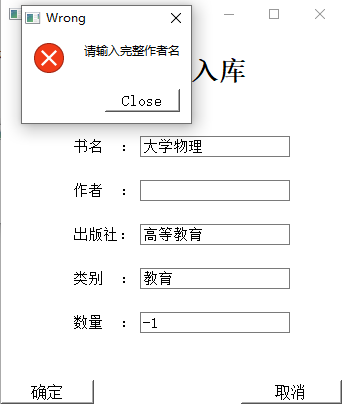 Wrong
请输入完整作者名
Close
入库
书名 : 大学物理
作者 :
出版社: 高等教育
类别 : 教育
数量 : -1
确定 取消